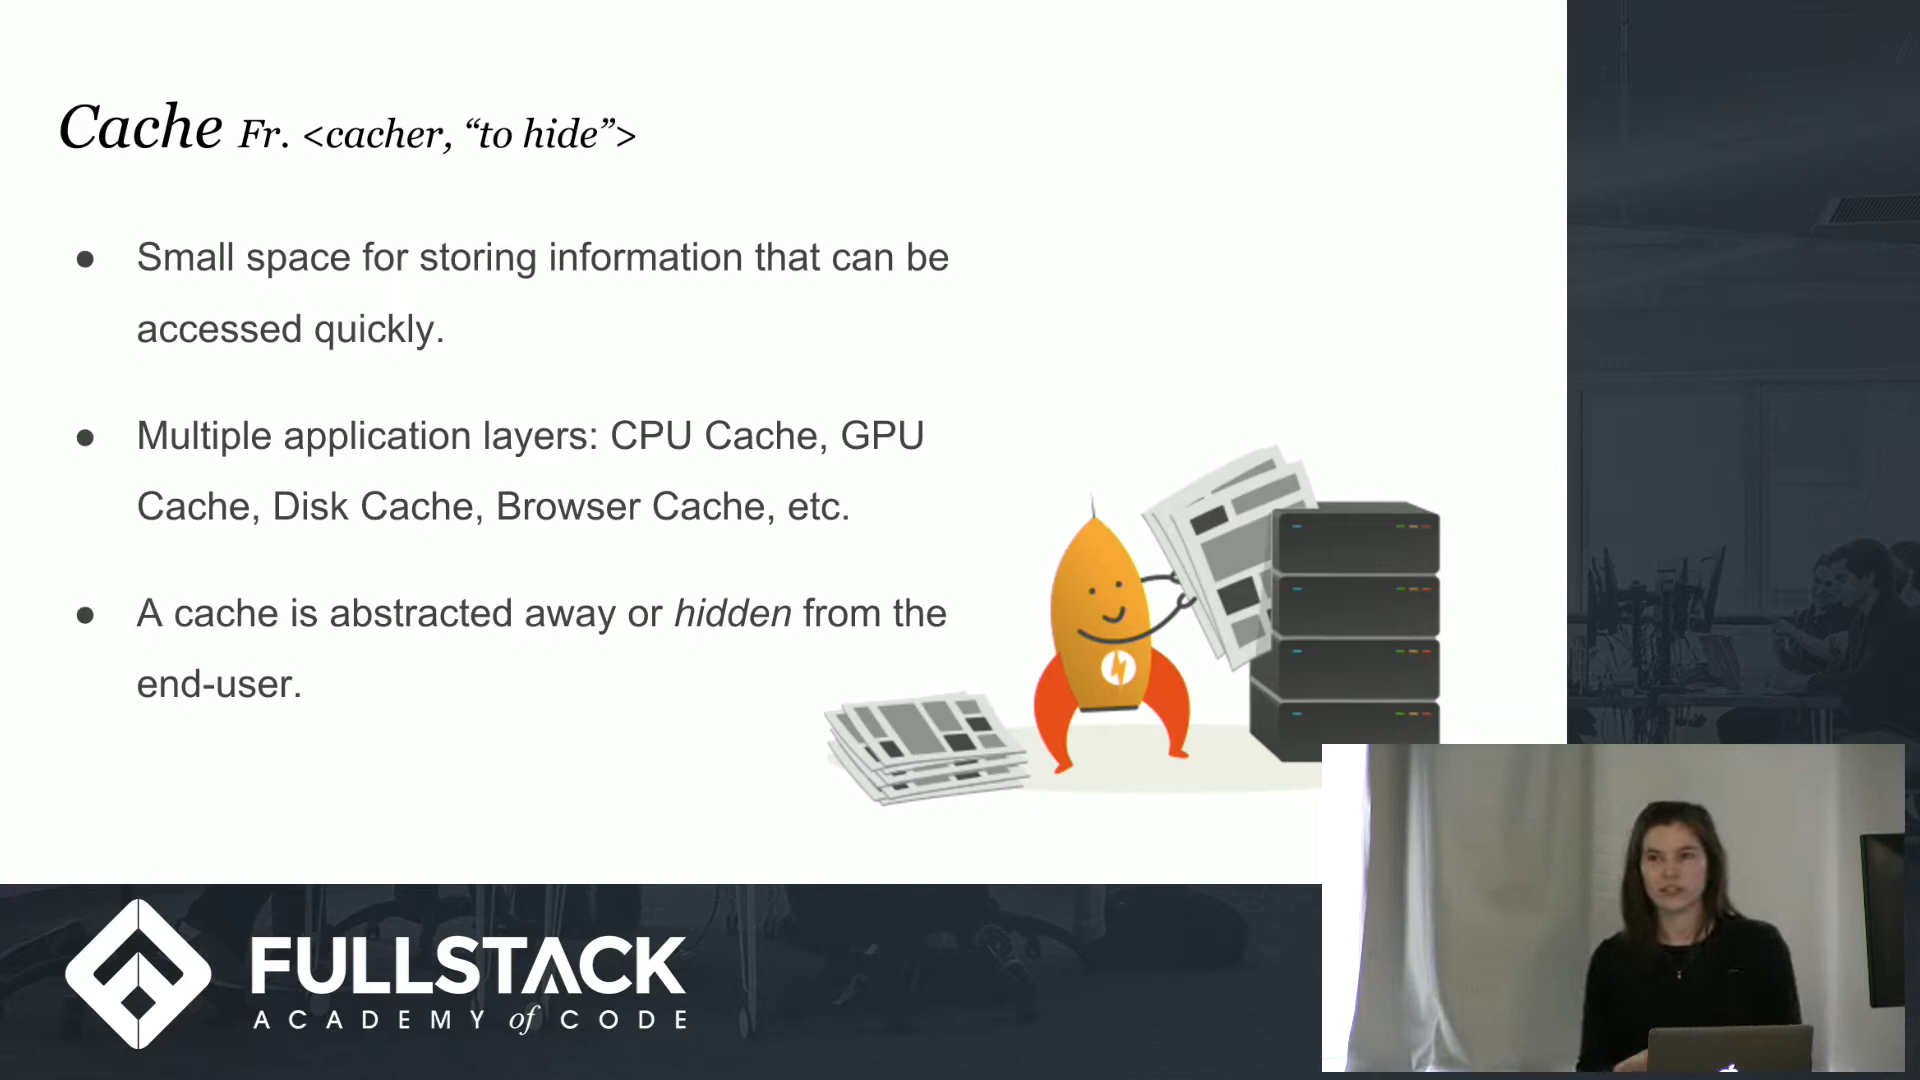 Cache Fr. <cacher, “to hide”>
● Small space for storing information that can be
accessed quickly.
● Multiple application layers: CPU Cache, GPU
Cache, Disk Cache, Browser Cache, etc.
● A cache is abstracted away or hidden from the
end-user.
FULLSTACK
ACADEMY of CODE